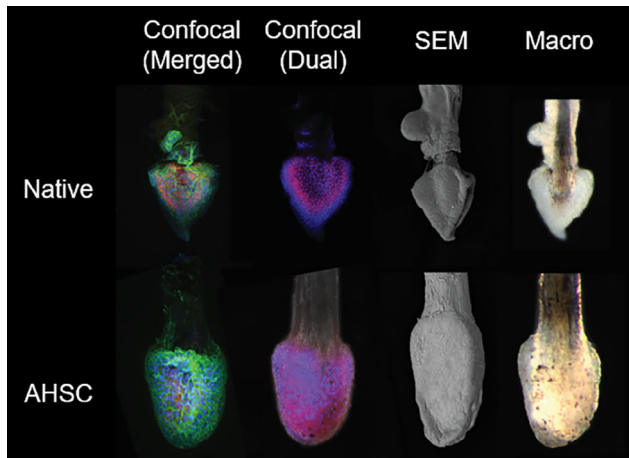 Confocal
(Merged)
Confocal
(Dual)
SEM
Macro
Native
AHSC